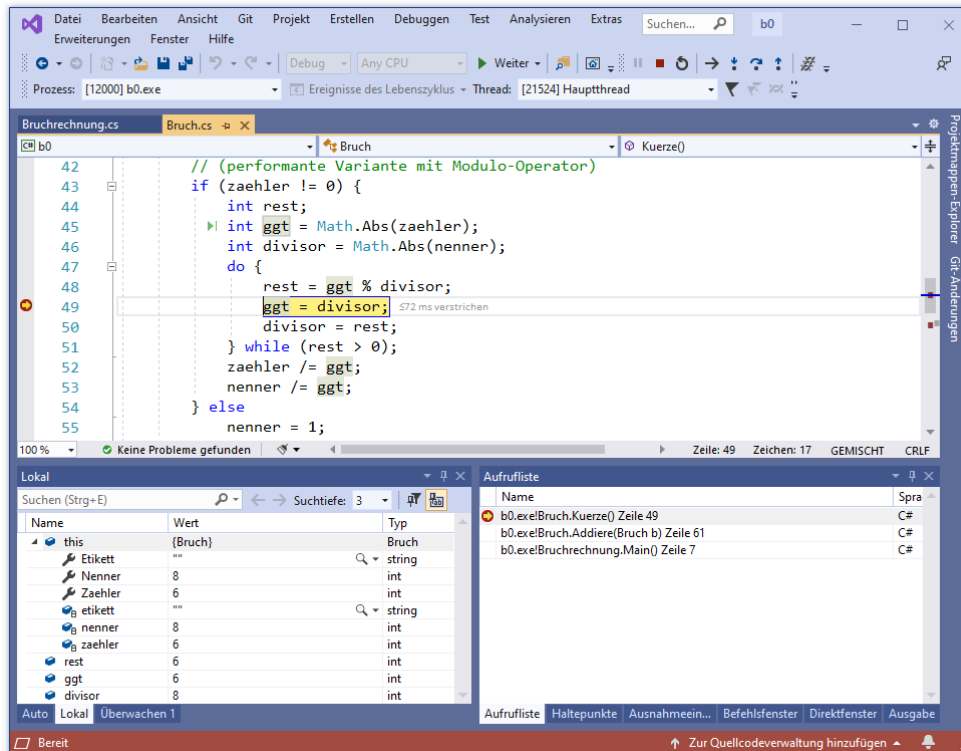 Datei Bearbeiten Ansicht Git Projekt Erstellen Debuggen Test Analysieren Extras Suchen... b0
Erweiterungen Fenster Hilfe
Debug Any CPU Weiter
Prozess: [12000] b0.exe Ereignisse des Lebenszyklus Thread: [21524] Hauptthread
Bruchrechnung.cs Bruch.cs
C# b0 Bruch Kuerze()
42 // (performante Variante mit Modulo-Operator)
43 if (zaehler != 0) {
44 int rest;
45 int ggt = Math.Abs(zaehler);
46 int divisor = Math.Abs(nenner);
47 do {
48 rest = ggt % divisor;
49 ggt = divisor; ≤72 ms verstrichen
50 divisor = rest;
51 } while (rest > 0);
52 zaehler /= ggt;
53 nenner /= ggt;
54 } else
55 nenner = 1;
100 % Keine Probleme gefunden Zeile: 49 Zeichen: 17 GEMISCHT CRLF
Projektmappen-Explorer
Git-Änderungen
Lokal
Suchen (Strg+E) Suchtiefe: 3
Name Wert Typ
this {Bruch} Bruch
Etikett "" string
Nenner 8 int
Zaehler 6 int
etikett "" string
nenner 8 int
zaehler 6 int
rest 6 int
ggt 6 int
divisor 8 int
Auto Lokal Überwachen 1
Aufrufliste
Name Spra
b0.exe!Bruch.Kuerze() Zeile 49 C#
b0.exe!Bruch.Addiere(Bruch b) Zeile 61 C#
b0.exe!Bruchrechnung.Main() Zeile 7 C#
Aufrufliste Haltepunkte Ausnahmeein... Befehlsfenster Direktfenster Ausgabe
Bereit Zur Quellcodeverwaltung hinzufügen